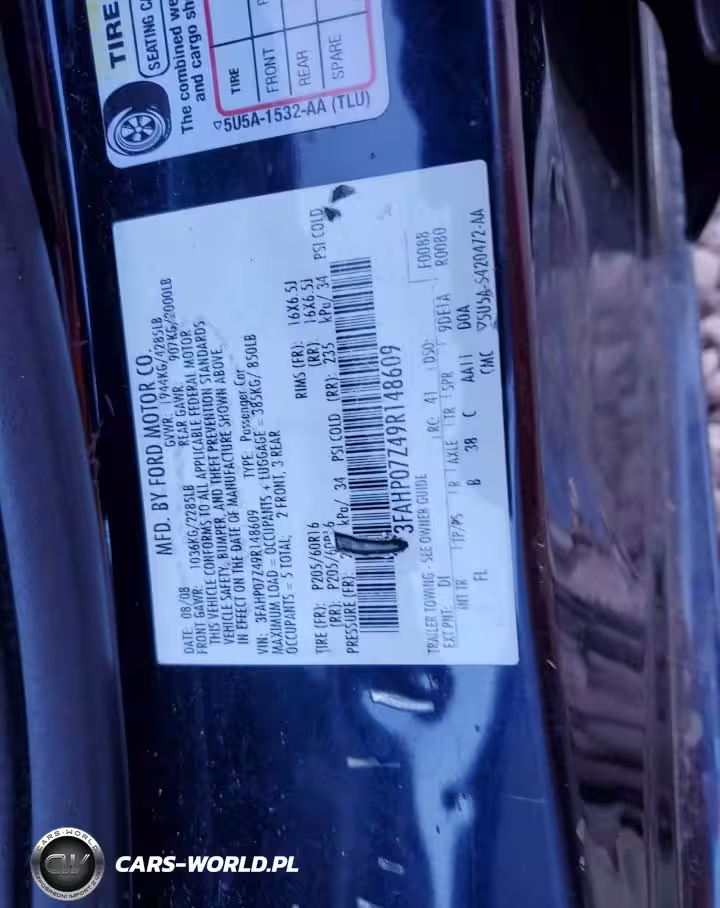 TIRE
SEATING CA
The combined we
and cargo sh
TIRE
FRONT
REAR
SPARE
5U5A-1532-AA (TLU)
MFD. BY FORD MOTOR CO.
DATE: 08/08 GVWR: 1944KG/4285LB
FRONT GAWR: 1036KG/2285LB REAR GAWR: 907KG/2000LB
THIS VEHICLE CONFORMS TO ALL APPLICABLE FEDERAL MOTOR
VEHICLE SAFETY, BUMPER, AND THEFT PREVENTION STANDARDS
IN EFFECT ON THE DATE OF MANUFACTURE SHOWN ABOVE.
VIN: 3FAHP07Z49R148609 TYPE: Passenger Car
MAXIMUM LOAD = OCCUPANTS + LUGGAGE = 385KG/ 850LB
OCCUPANTS = 5 TOTAL; 2 FRONT, 3 REAR
TIRE (FR): P205/60R16 RIMS (FR): 16X6.5J
(RR): P205/60R16 (RR): 16X6.5J
PRESSURE (FR): kPa/ 34 PSI COLD (RR): 235 kPa/ 34 PSI COLD
3FAHP07Z49R148609
F0088
R0080
TRAILER TOWING - SEE OWNER GUIDE
EXT PNT: DI RC: 41 DSO: 9DE1A
INT TR TP/PS R AXLE TR SPR
FL B 38 C AA11 DOA
CMC 5U5A-5420472-AA
CARS-WORLD
CW
CARS-WORLD.PL